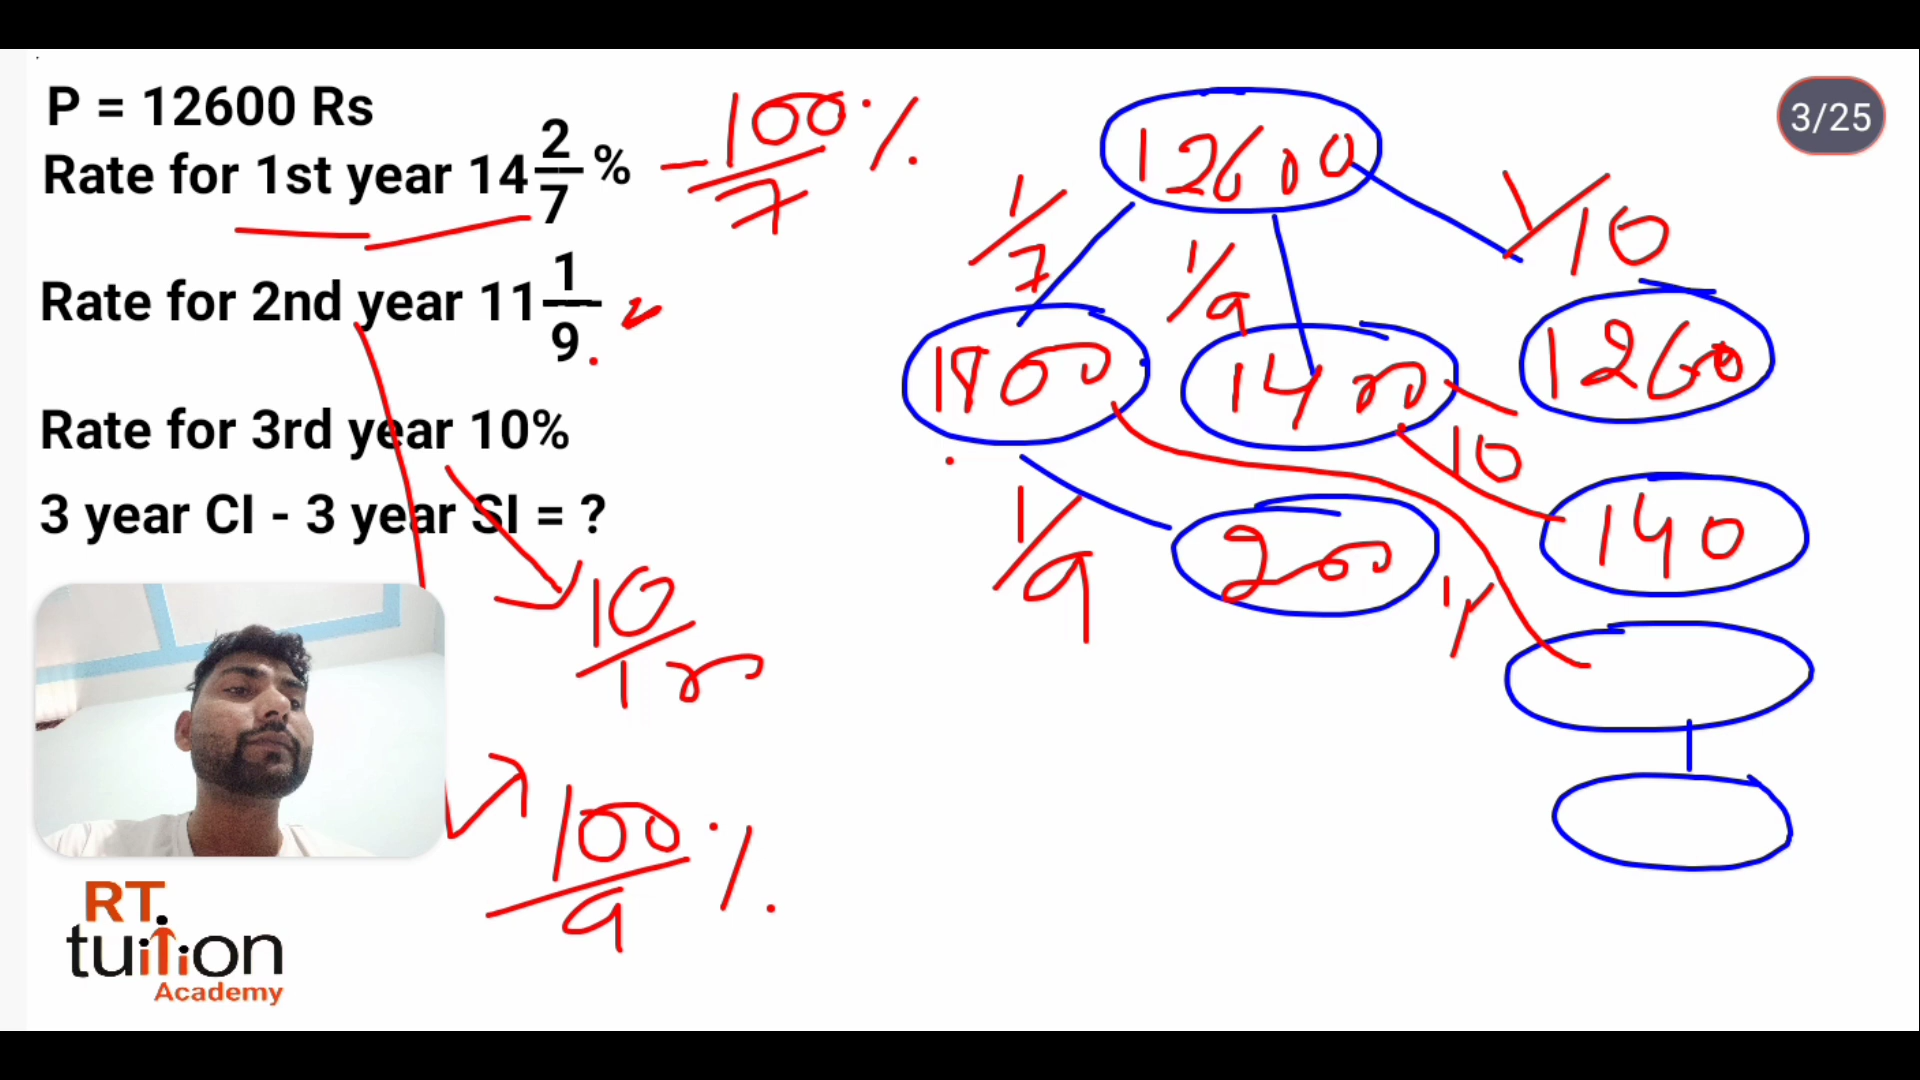 P = 12600 Rs
Rate for 1st year 14 2/7 %
- 100/7 %
Rate for 2nd year 11 1/9
Rate for 3rd year 10%
3 year CI - 3 year SI = ?
10/100
100/9 %
3/25
12600
1/7
1/9
1/10
1800
1400
1260
10
140
1/9
200
1/
RT
tuition
Academy